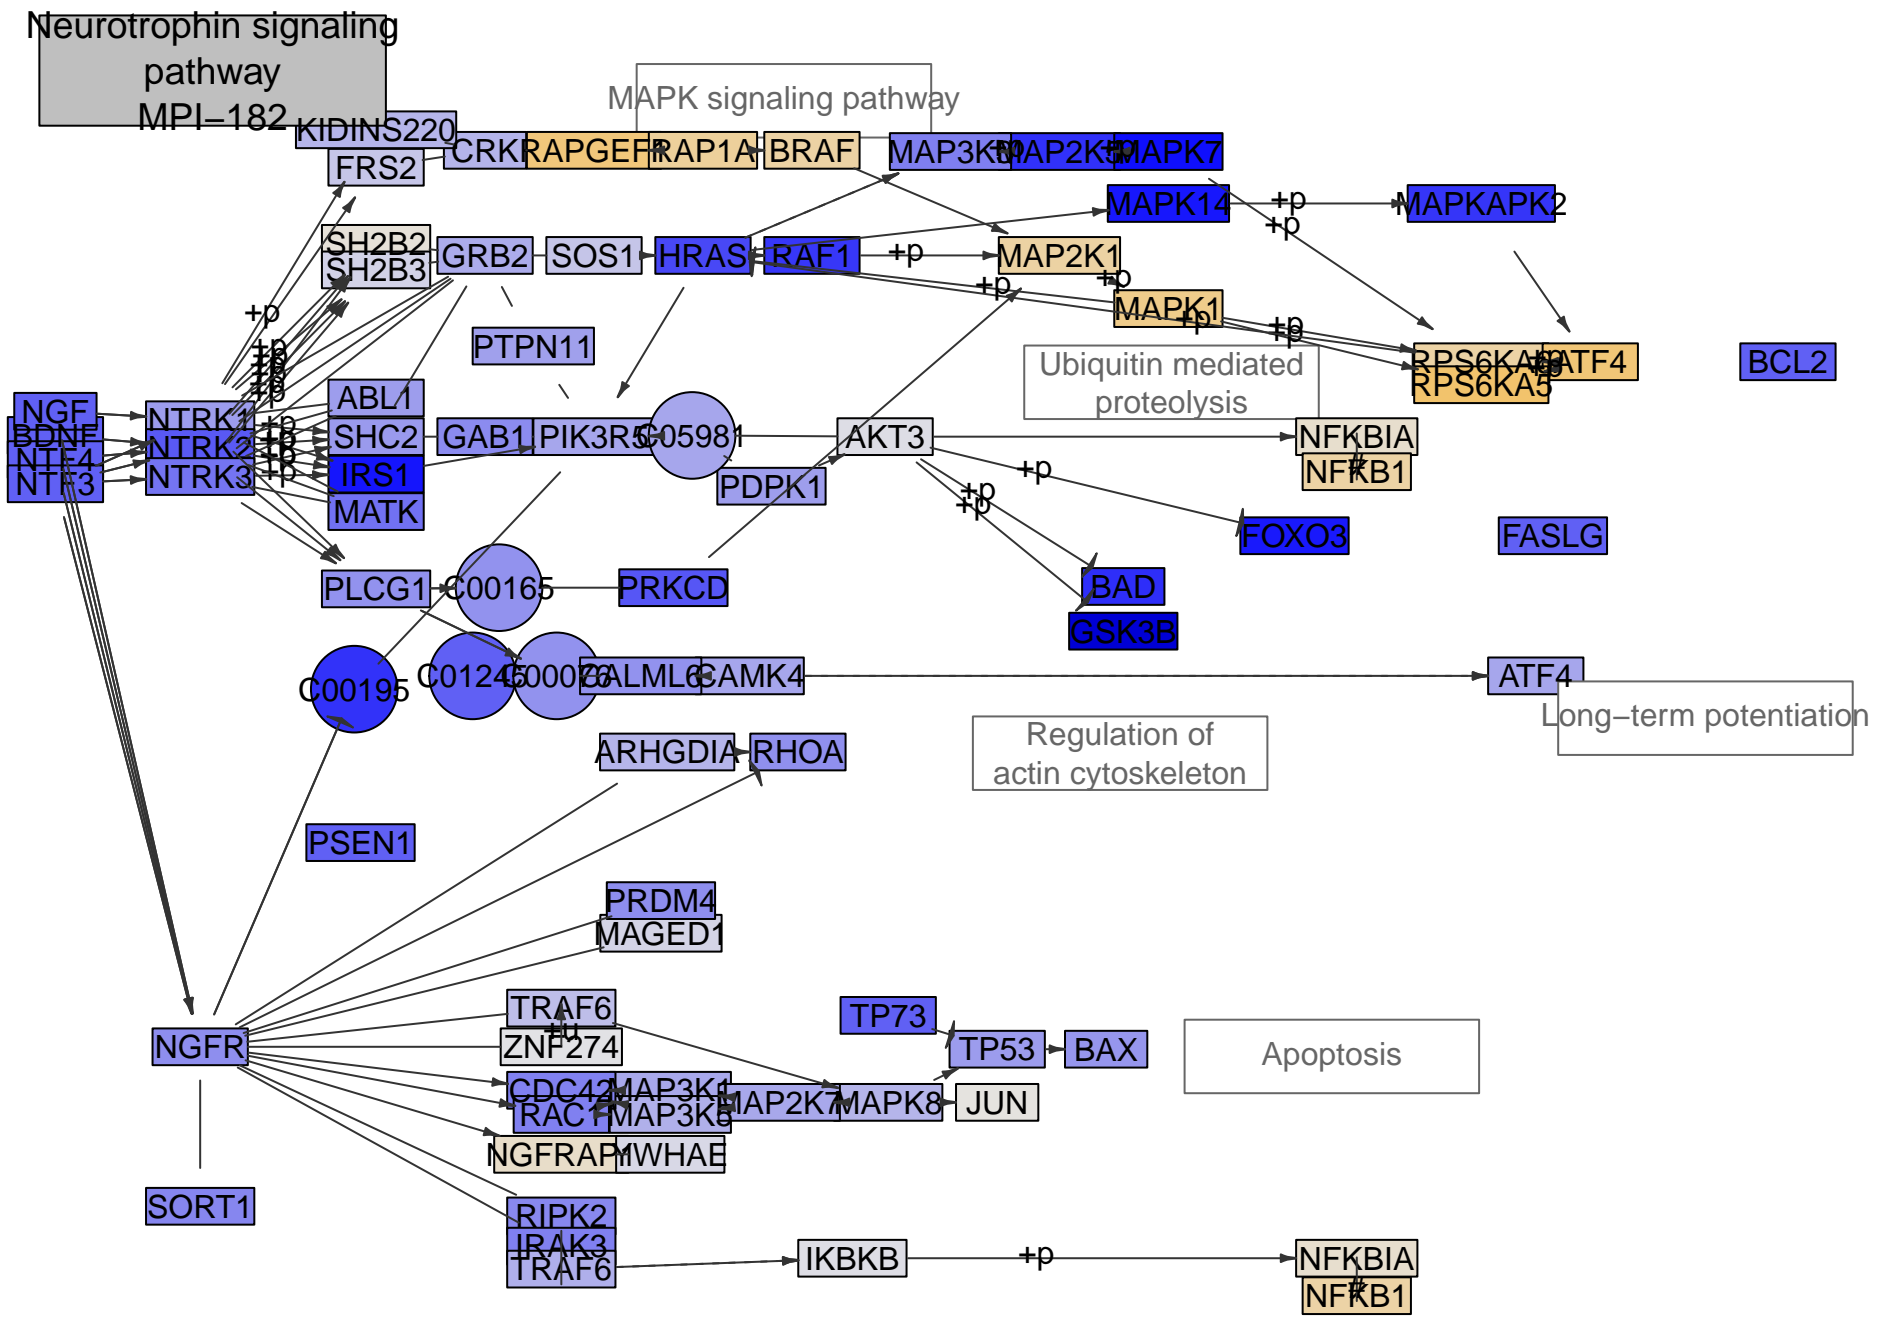 Neurotrophin signaling
pathway
MPI−182
MAPK signaling pathway
KIDINS220
FRS2
CRK
RAPGEF1
RAP1A
BRAF
MAP3K3
+p
MAP2K5
+p
MAPK7
MAPK14
+p
+p
MAPKAPK2
SH2B2
SH2B3
GRB2
SOS1
HRAS
RAF1
+p
MAP2K1
+p
+p
MAPK1
+p
+p
+p
+p
PTPN11
Ubiquitin mediated
proteolysis
RPS6KA6
RPS6KA5
+p
+p
ATF4
BCL2
+p
+p
+p
+p
+p
NGF
BDNF
NTF4
NTF3
NTRK1
NTRK2
NTRK3
+p
+p
+p
+p
ABL1
SHC2
IRS1
MATK
GAB1
PIK3R5
C05981
PDPK1
AKT3
+p
+p
+p
NFKBIA
NFKB1
FOXO3
FASLG
PLCG1
C00165
PRKCD
BAD
GSK3B
C00195
C01245
C00076
CALML6
CAMK4
ATF4
Long−term potentiation
ARHGDIA
RHOA
Regulation of
actin cytoskeleton
PSEN1
PRDM4
MAGED1
NGFR
TRAF6
+u
ZNF274
TP73
TP53
BAX
Apoptosis
CDC42
RAC1
MAP3K1
MAP3K5
MAP2K7
MAPK8
JUN
NGFRAP1
YWHAE
SORT1
RIPK2
IRAK3
TRAF6
IKBKB
+p
NFKBIA
NFKB1